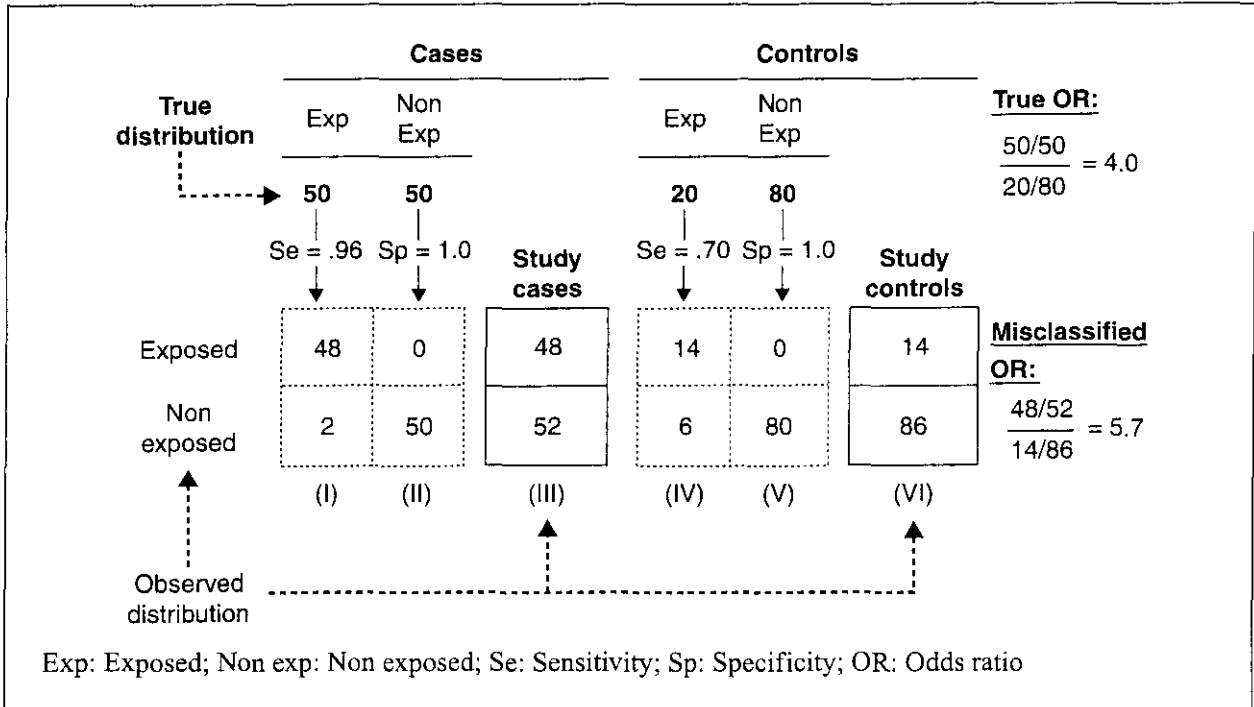 Cases Controls
True distribution
Exp Non Exp Exp Non Exp
True OR:
50/50
20/80 = 4.0
50 50 20 80
Se = .96 Sp = 1.0 Se = .70 Sp = 1.0
Study cases Study controls
Exposed 48 0 48 14 0 14
Non exposed 2 50 52 6 80 86
Misclassified
OR:
48/52
14/86 = 5.7
(I) (II) (III) (IV) (V) (VI)
Observed
distribution
Exp: Exposed; Non exp: Non exposed; Se: Sensitivity; Sp: Specificity; OR: Odds ratio